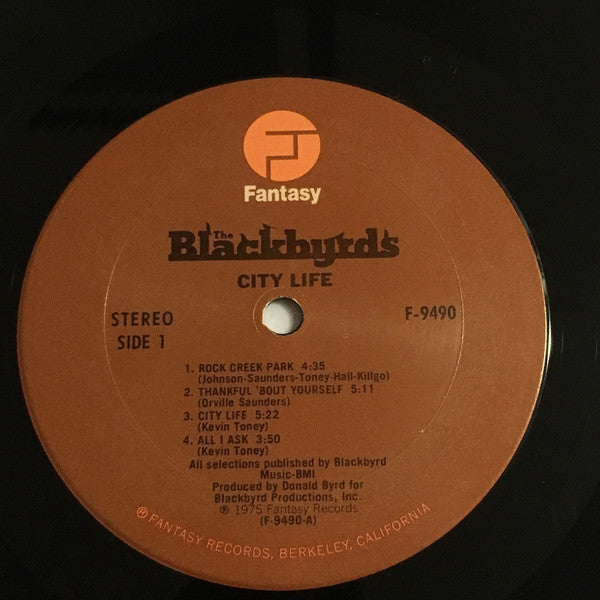 Fantasy
The
Blackbyrds
CITY LIFE
STEREO
SIDE 1
F-9490
1. ROCK CREEK PARK 4:35
(Johnson-Saunders-Toney-Hall-Killgo)
2. THANKFUL 'BOUT YOURSELF 5:11
(Orville Saunders)
3. CITY LIFE 5:22
(Kevin Toney)
4. ALL I ASK 3:50
(Kevin Toney)
All selections published by Blackbyrd
Music-BMI
Produced by Donald Byrd for
Blackbyrd Productions, Inc.
℗ 1975 Fantasy Records
(F-9490-A)
® FANTASY RECORDS, BERKELEY, CALIFORNIA